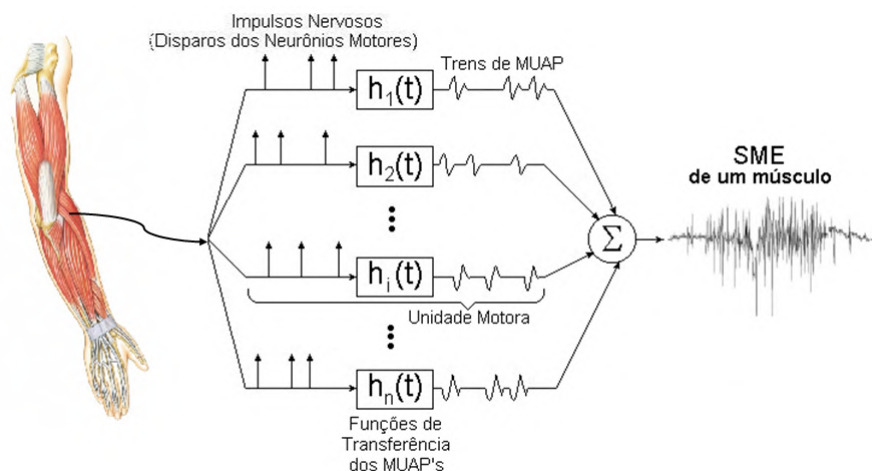 Impulsos Nervosos
(Disparos dos Neurônios Motores)
Trens de MUAP
h1(t)
h2(t)
SME
de um músculo
Σ
hi(t)
Unidade Motora
hn(t)
Funções de
Transferência
dos MUAP's